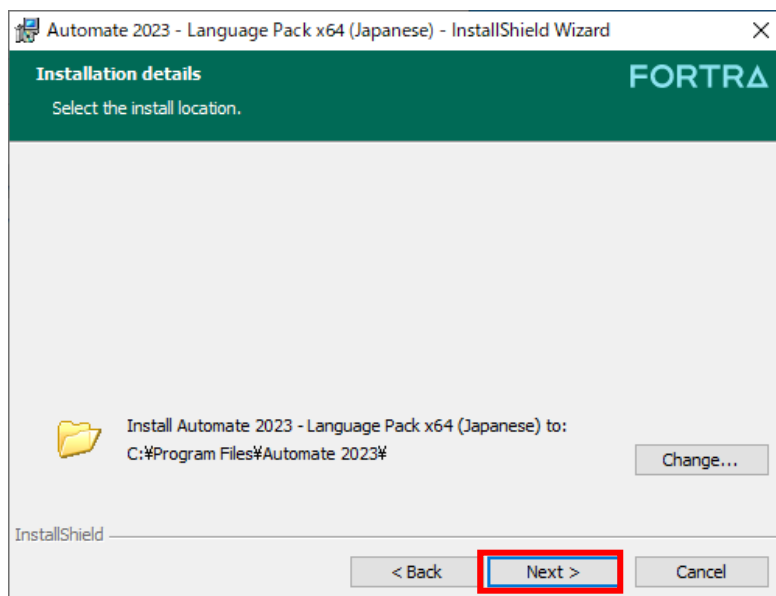 Automate 2023 - Language Pack x64 (Japanese) - InstallShield Wizard
Installation details
FORTRA
Select the install location.
Install Automate 2023 - Language Pack x64 (Japanese) to:
C:¥Program Files¥Automate 2023¥
Change...
InstallShield
< Back
Next >
Cancel